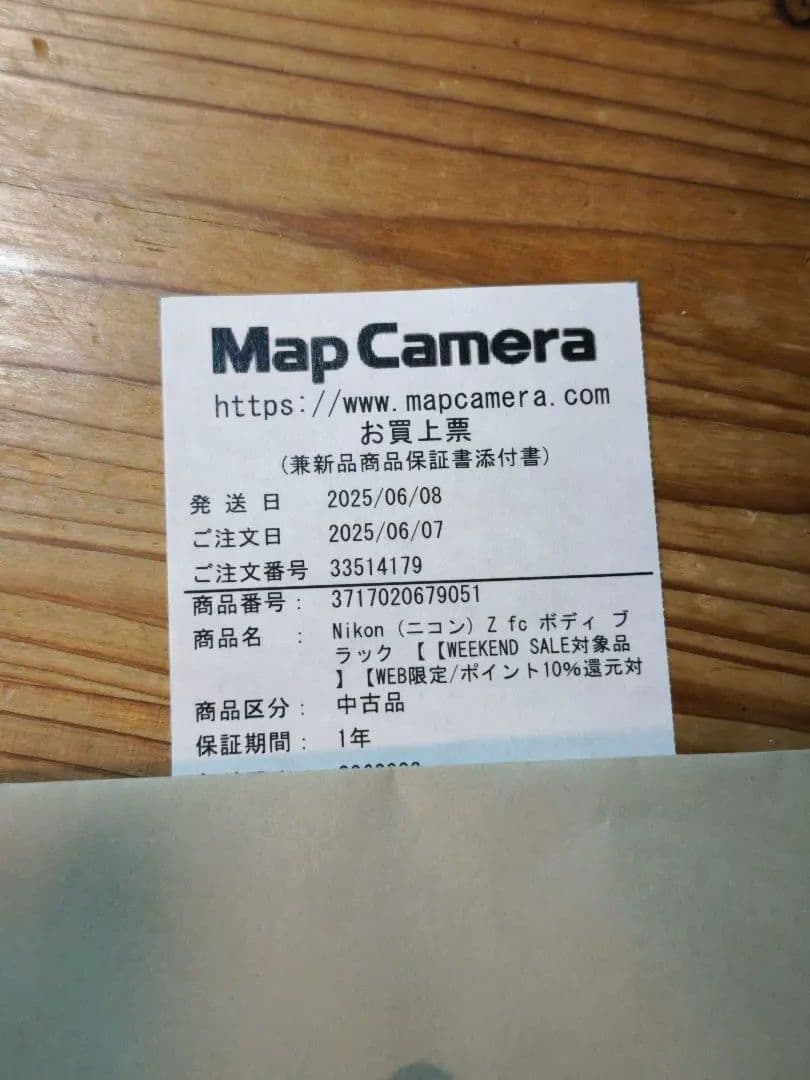 Map Camera
https://www.mapcamera.com
お買上票
(兼新品商品保証書添付書)
発 送 日 2025/06/08
ご注文日 2025/06/07
ご注文番号 33514179
商品番号： 3717020679051
商品名 ： Nikon (ニコン) Z fc ボディ ブ
ラック 【【WEEKEND SALE対象品
】【WEB限定/ポイント10%還元対
商品区分： 中古品
保証期間： 1年